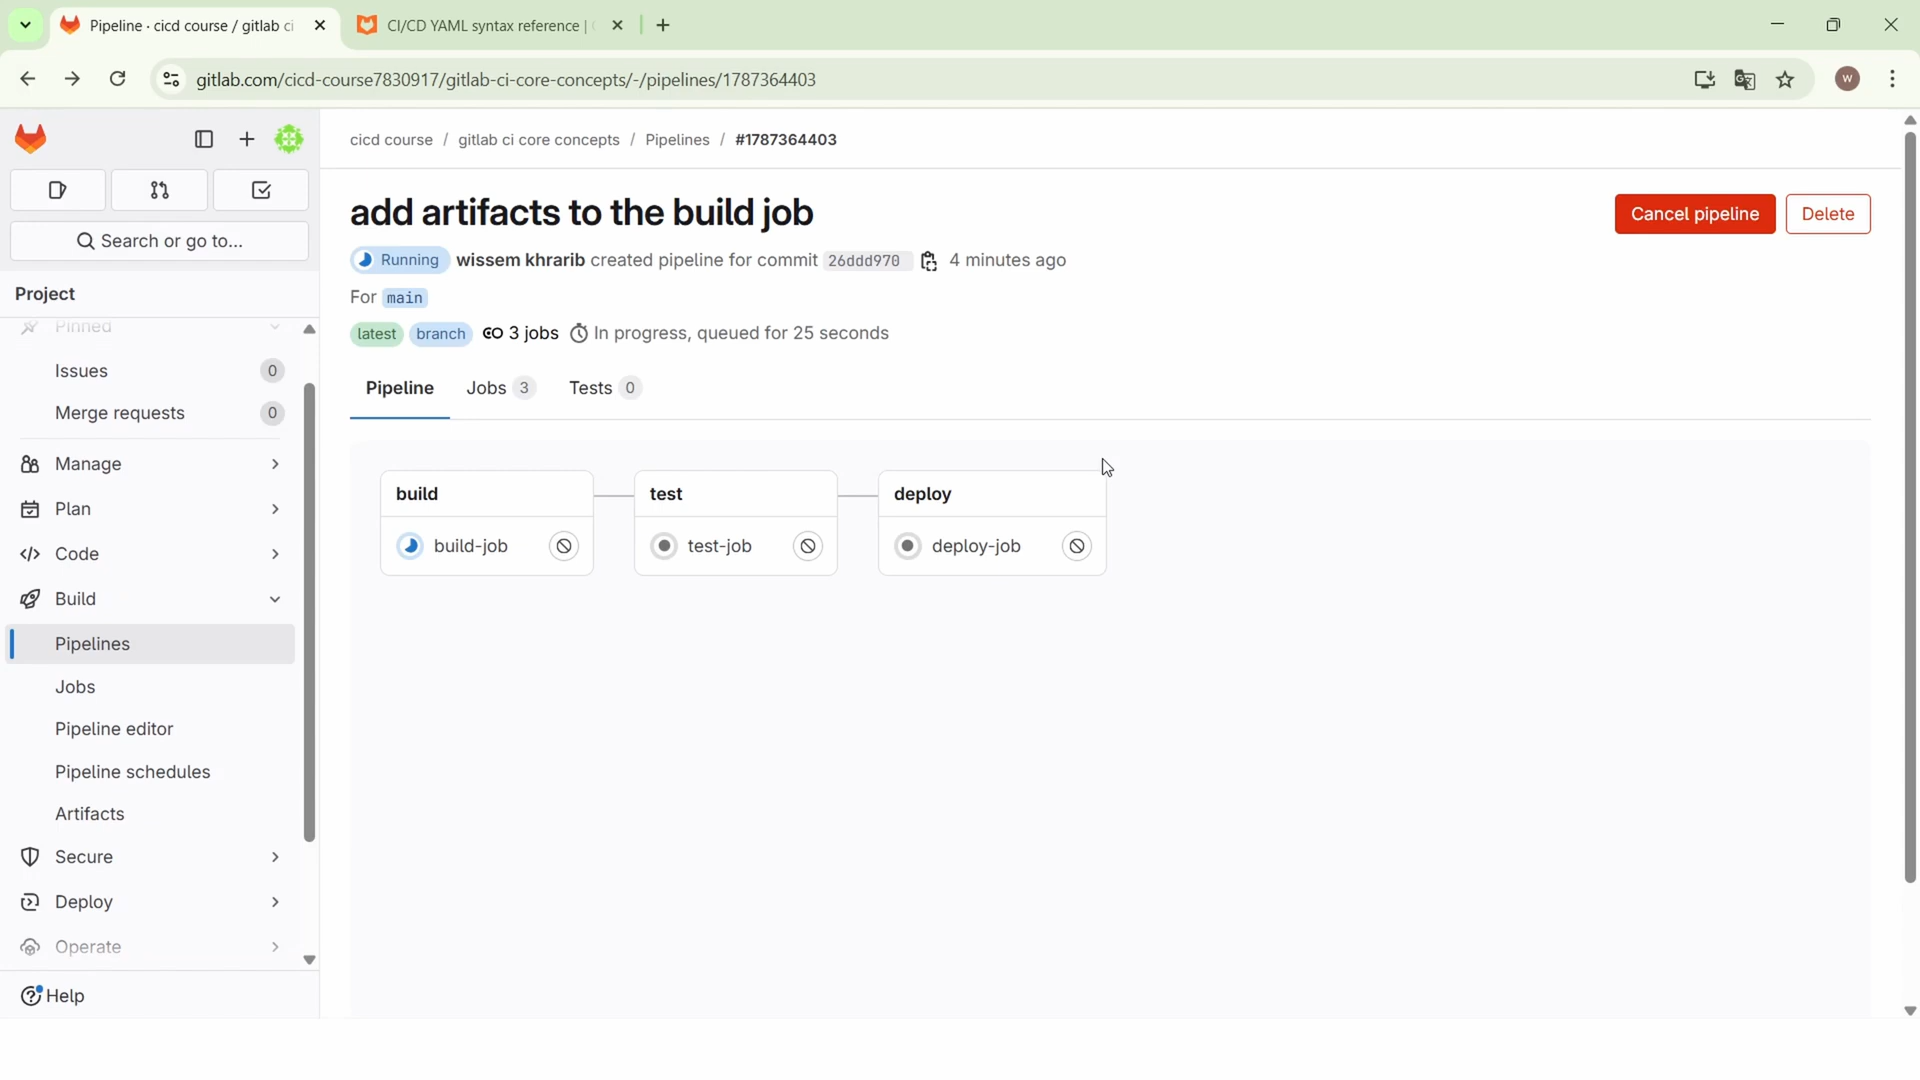 Pipeline · cicd course / gitlab ci
CI/CD YAML syntax reference |
gitlab.com/cicd-course7830917/gitlab-ci-core-concepts/-/pipelines/1787364403
W
cicd course / gitlab ci core concepts / Pipelines / #1787364403
Search or go to...
Project
Pinned
Issues 0
Merge requests 0
Manage
Plan
Code
Build
Pipelines
Jobs
Pipeline editor
Pipeline schedules
Artifacts
Secure
Deploy
Operate
Help
add artifacts to the build job
Cancel pipeline
Delete
Running wissem khrarib created pipeline for commit 26ddd970 4 minutes ago
For main
latest branch 3 jobs In progress, queued for 25 seconds
Pipeline Jobs 3 Tests 0
build test deploy
build-job test-job deploy-job